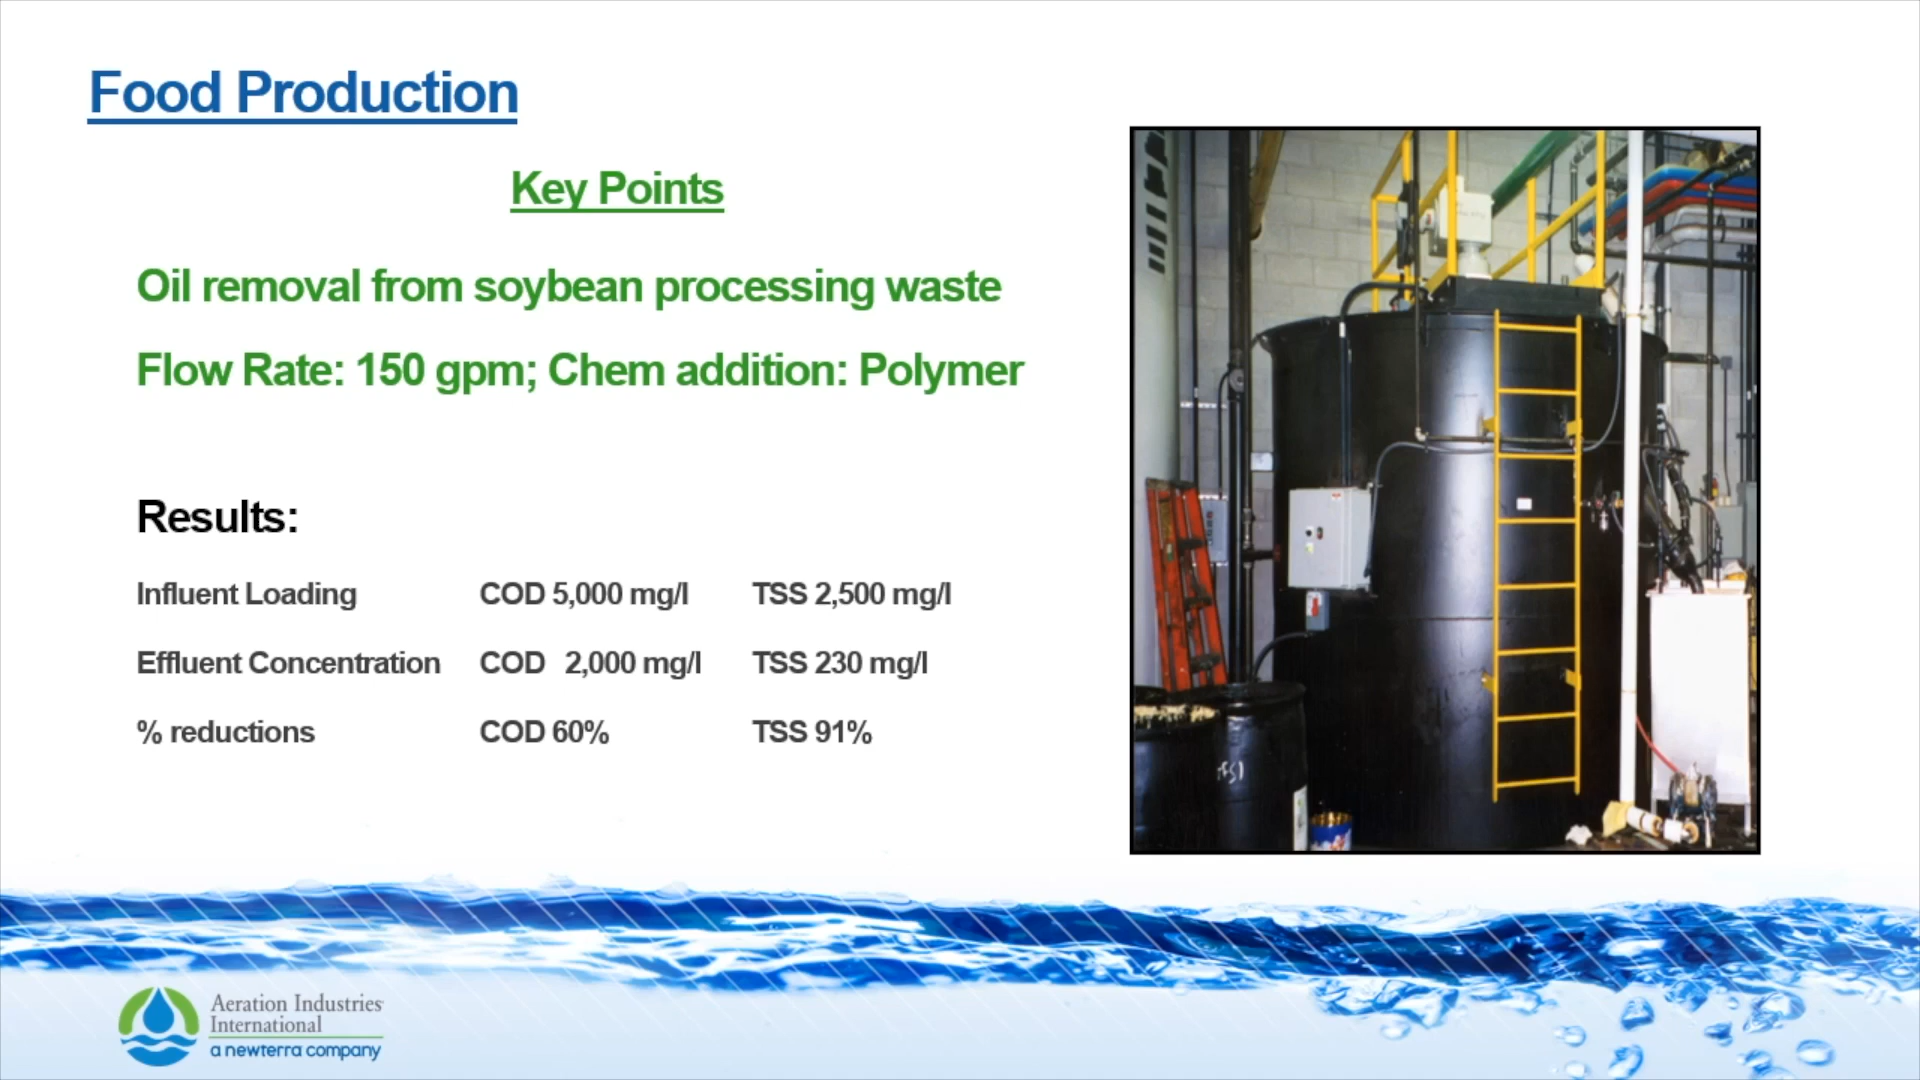 Food Production
Key Points
Oil removal from soybean processing waste
Flow Rate: 150 gpm; Chem addition: Polymer
Results:
Influent Loading COD 5,000 mg/l TSS 2,500 mg/l
Effluent Concentration COD 2,000 mg/l TSS 230 mg/l
% reductions COD 60% TSS 91%
Aeration Industries
International
a newterra company